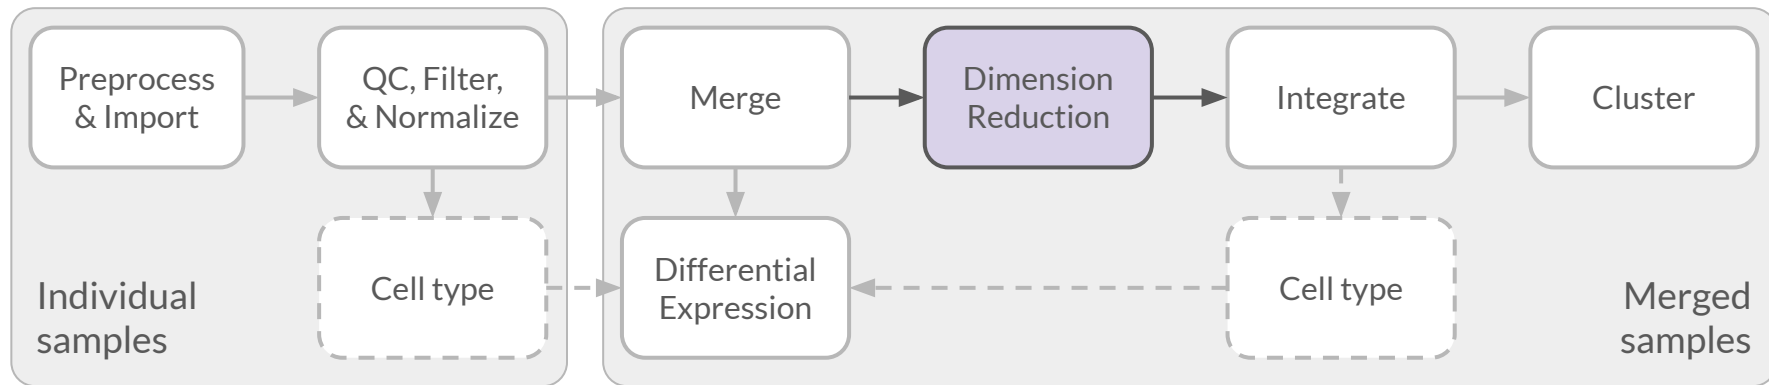 Preprocess
& Import
QC, Filter,
& Normalize
Merge
Dimension
Reduction
Integrate
Cluster
Cell type
Differential
Expression
Cell type
Individual
samples
Merged
samples